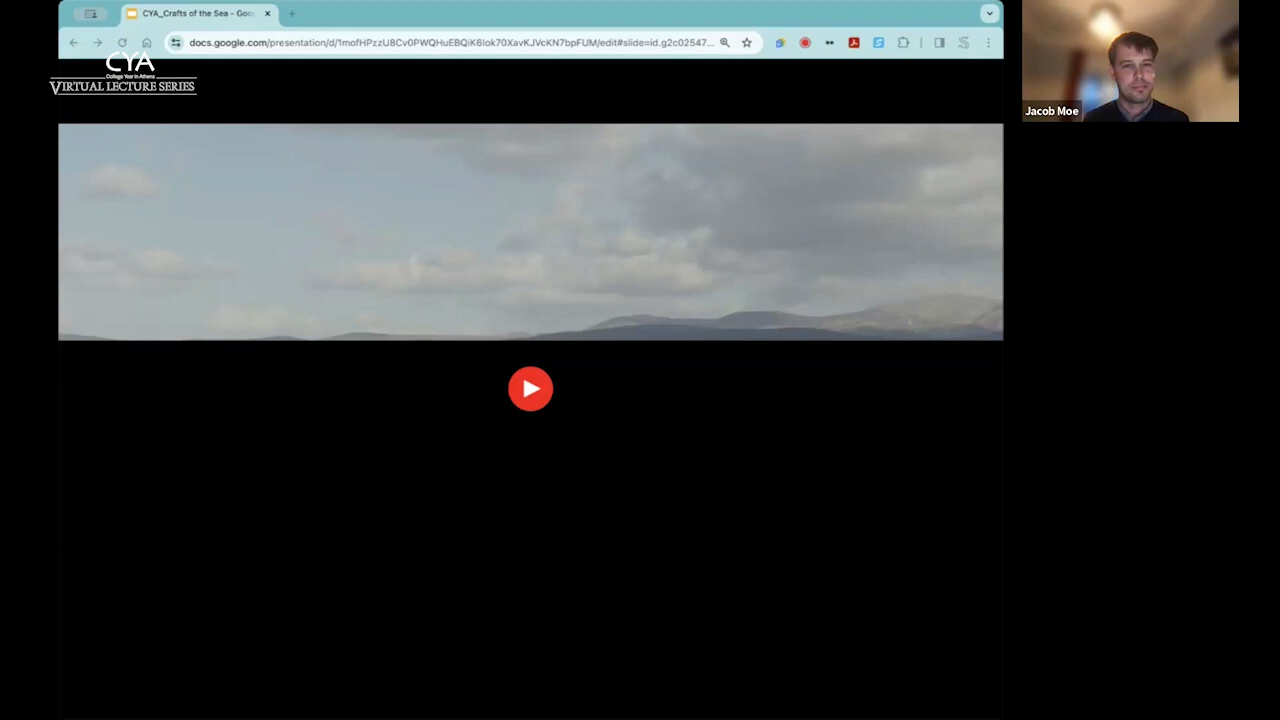 CYA_Crafts of the Sea - Goo
docs.google.com/presentation/d/1mofHPzzU8Cv0PWQHuEBQiK6Iok70XavKJVcKN7bpFUM/edit#slide=id.g2c02547...
CYA
College Year in Athens
VIRTUAL LECTURE SERIES
Jacob Moe